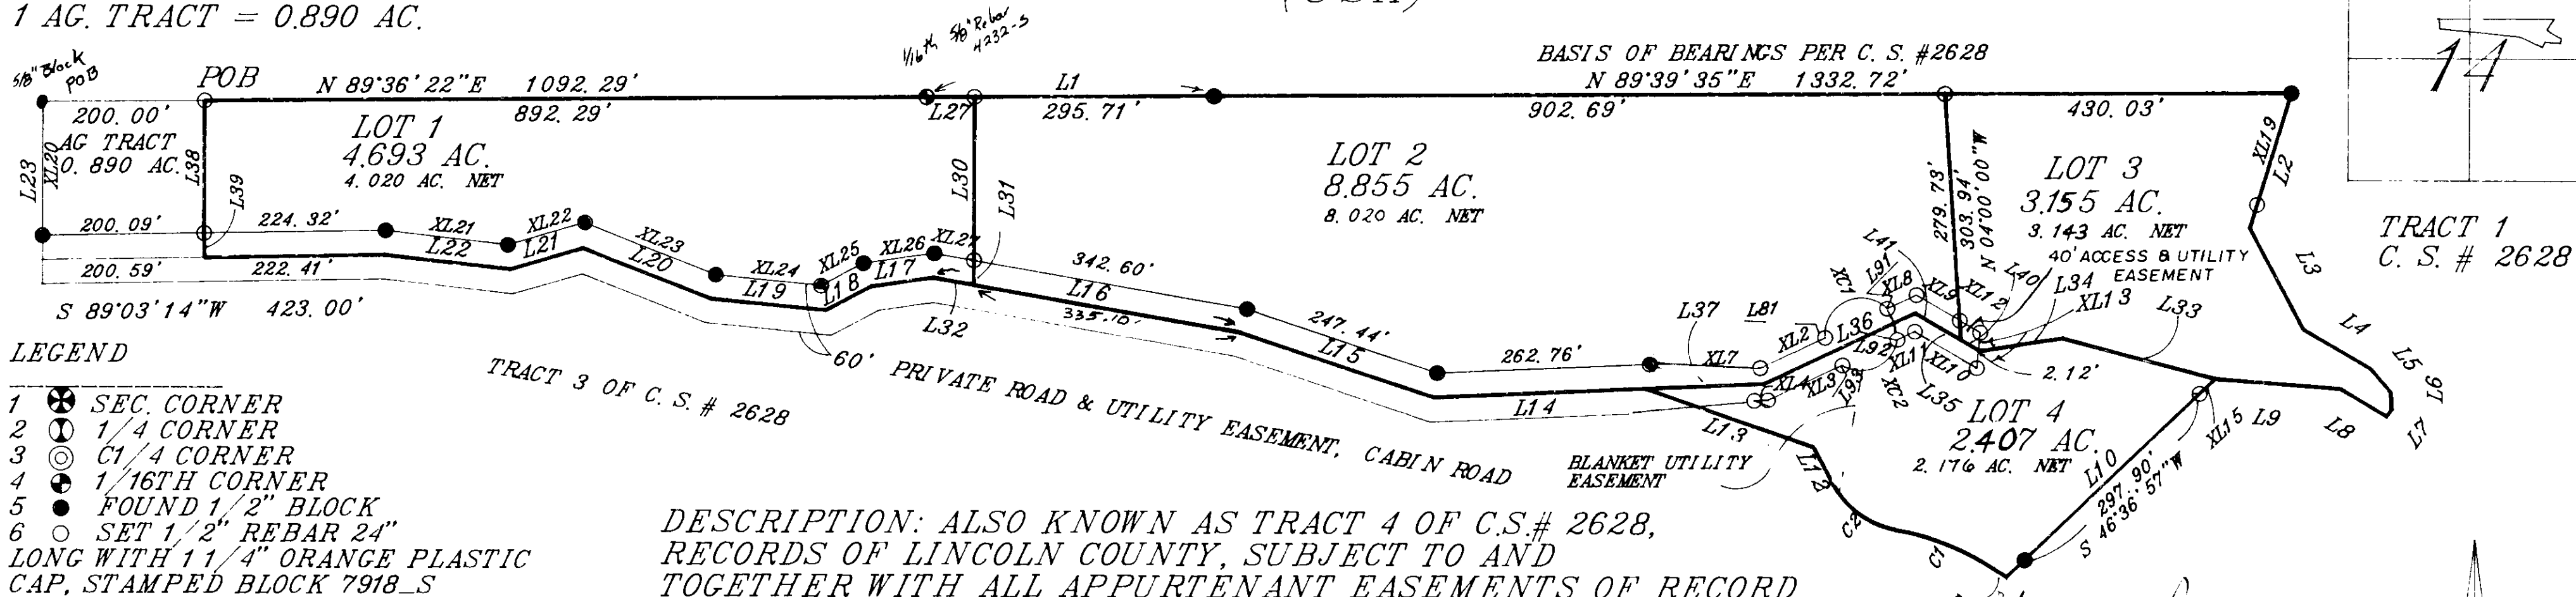 1 AG. TRACT = 0.890 AC.
5/8" Block
POB
POB
N 89°36'22"E 1092.29'
1/16th 5/8" Rebar
4232-S
L1
BASIS OF BEARINGS PER C. S. #2628
N 89°39'35"E 1332.72'
14
200.00'
892.29'
L27
295.71'
902.69'
430.03'
AG TRACT
0.890 AC.
L23
XL20
L38
L39
LOT 1
4.693 AC.
4.020 AC. NET
L30
L31
LOT 2
8.855 AC.
8.020 AC. NET
279.73'
303.94'
N 04°00'00"W
LOT 3
3.155 AC.
3.143 AC. NET
40' ACCESS & UTILITY
EASEMENT
XL19
L2
TRACT 1
C. S. # 2628
200.09'
224.32'
XL21
L22
XL22
L21
XL23
L20
XL24
L19
XL25
L18
XL26
L17
XL27
342.60'
L16
335.10'
L32
200.59'
222.41'
S 89°03'14"W 423.00'
247.44'
L15
262.76'
L14
L37
XL7
L81
XL2
L36
XC1
L41
L91
XL8
XL9
XL12
L40
L34
XL13
L33
L3
L4
L5
L6
L7
L8
L9
XL15
XL4
XL3
L92
L93
XL11
XC2
XL10
L35
2.12'
LOT 4
2.407 AC.
2.176 AC. NET
L13
L12
C2
C1
L10
297.90'
S 46°36'57"W
BLANKET UTILITY
EASEMENT
60' PRIVATE ROAD & UTILITY EASEMENT, CABIN ROAD
TRACT 3 OF C. S. # 2628
LEGEND
1 SEC. CORNER
2 1/4 CORNER
3 C1/4 CORNER
4 1/16TH CORNER
5 FOUND 1/2" BLOCK
6 SET 1/2" REBAR 24"
LONG WITH 1 1/4" ORANGE PLASTIC
CAP, STAMPED BLOCK 7918_S
DESCRIPTION: ALSO KNOWN AS TRACT 4 OF C.S.# 2628,
RECORDS OF LINCOLN COUNTY, SUBJECT TO AND
TOGETHER WITH ALL APPURTENANT EASEMENTS OF RECORD